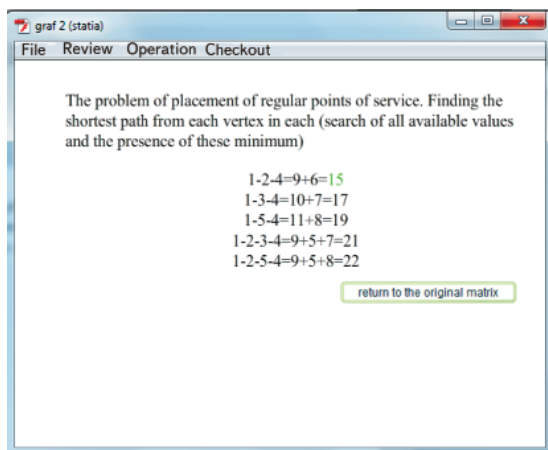 graf 2 (statia)
File Review Operation Checkout
The problem of placement of regular points of service. Finding the
shortest path from each vertex in each (search of all available values
and the presence of these minimum)
1-2-4=9+6=15
1-3-4=10+7=17
1-5-4=11+8=19
1-2-3-4=9+5+7=21
1-2-5-4=9+5+8=22
return to the original matrix